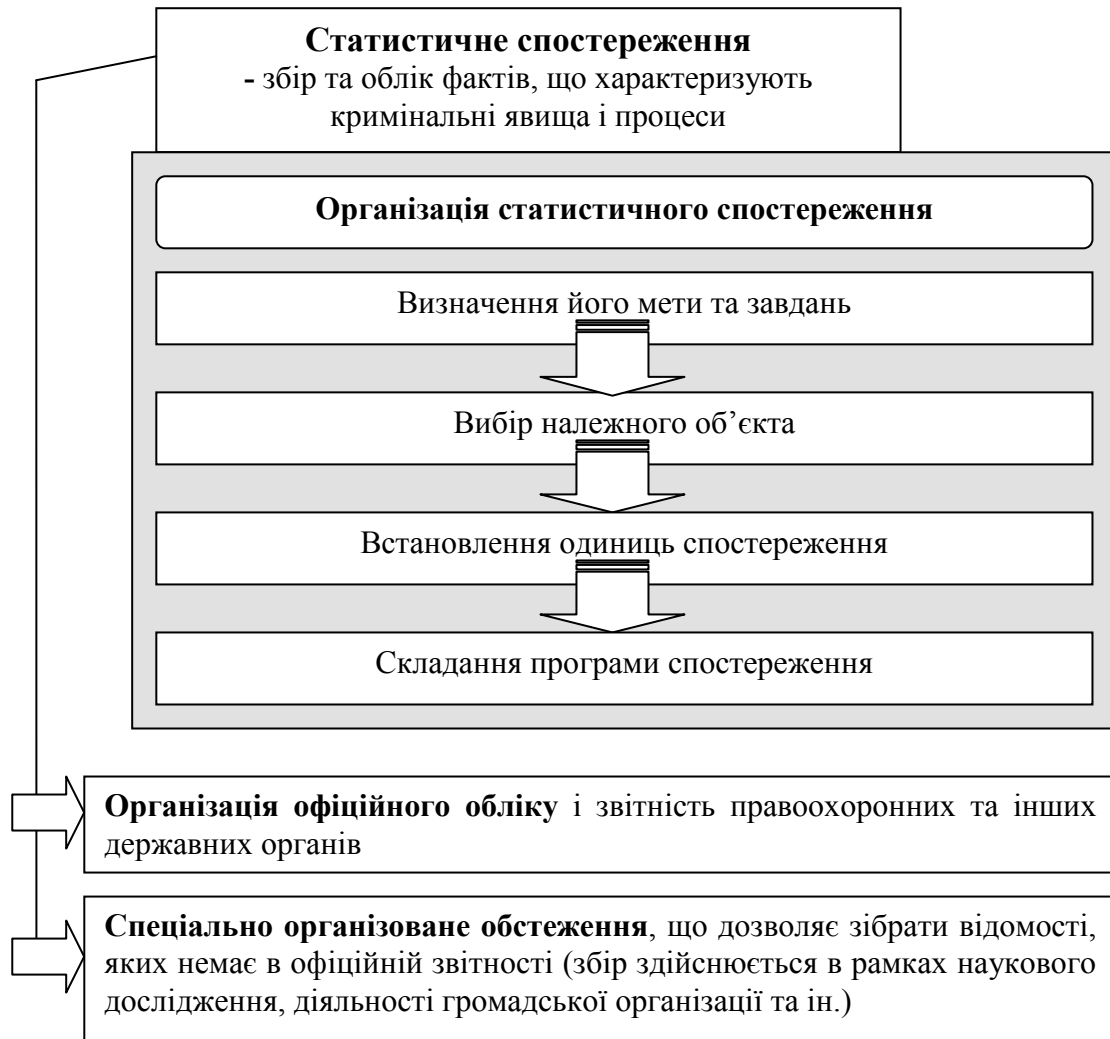 Статистичне спостереження
- збір та облік фактів, що характеризують
кримінальні явища і процеси
Організація статистичного спостереження
Визначення його мети та завдань
Вибір належного об’єкта
Встановлення одиниць спостереження
Складання програми спостереження
Організація офіційного обліку і звітність правоохоронних та інших
державних органів
Спеціально організоване обстеження, що дозволяє зібрати відомості,
яких немає в офіційній звітності (збір здійснюється в рамках наукового
дослідження, діяльності громадської організації та ін.)